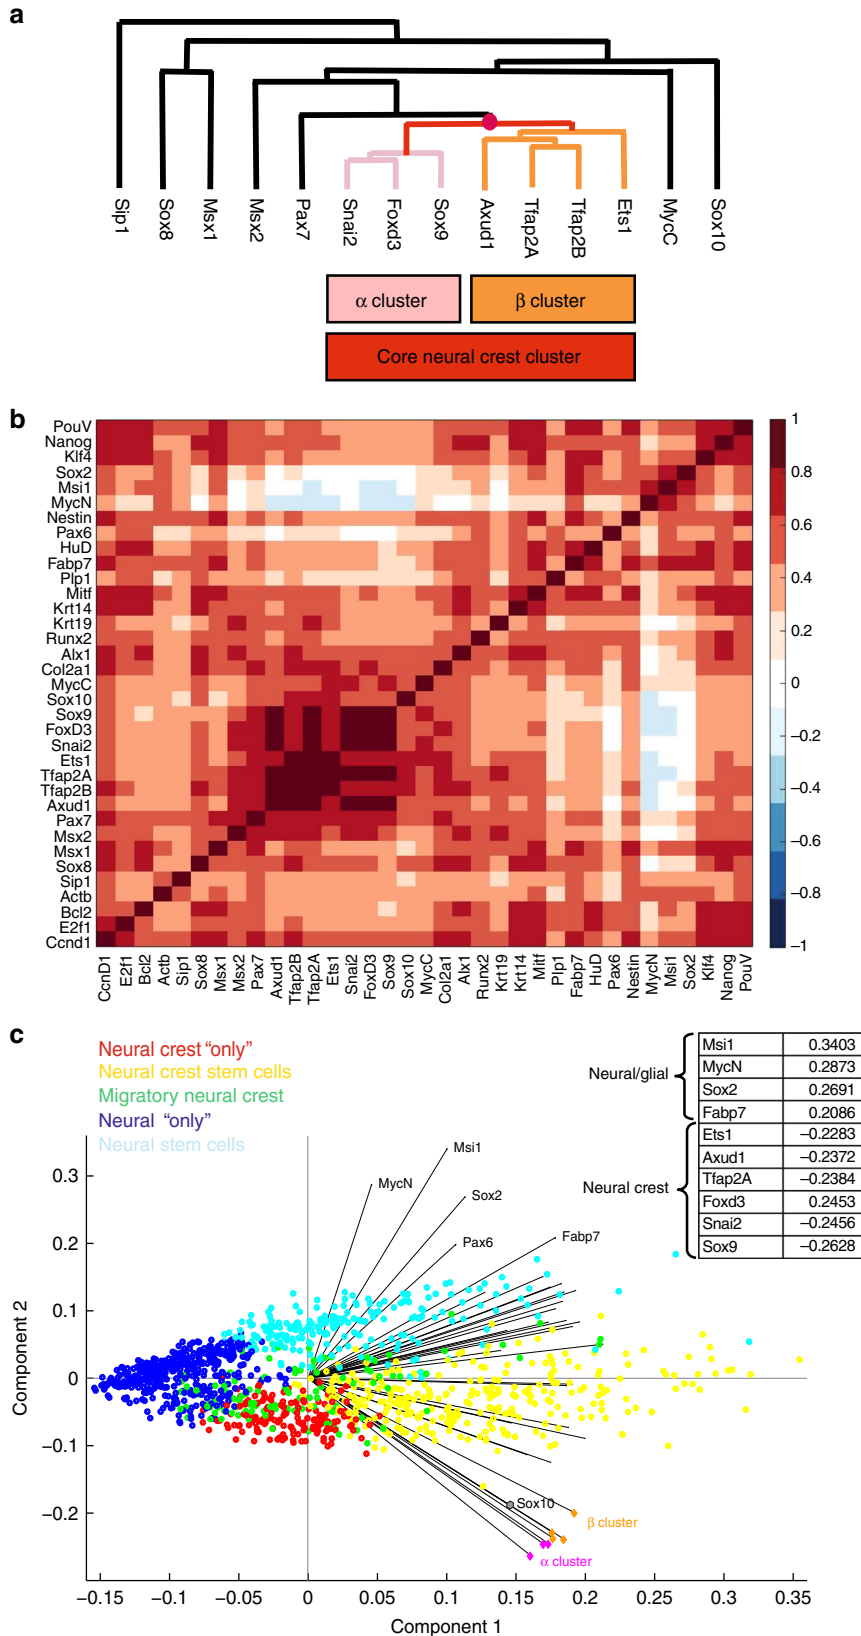 a
Sip1
Sox8
Msx1
Msx2
Pax7
Snai2
Foxd3
Sox9
Axud1
Tfap2A
Tfap2B
Ets1
MycC
Sox10
α cluster
β cluster
Core neural crest cluster
b
PouV
Nanog
Klf4
Sox2
Msi1
MycN
Nestin
Pax6
HuD
Fabp7
Plp1
Mitf
Krt14
Krt19
Runx2
Alx1
Col2a1
MycC
Sox10
Sox9
FoxD3
Snai2
Ets1
Tfap2A
Tfap2B
Axud1
Pax7
Msx2
Msx1
Sox8
Sip1
Actb
Bcl2
E2f1
Ccnd1
CcnD1
E2f1
Bcl2
Actb
Sip1
Sox8
Msx1
Msx2
Pax7
Axud1
Tfap2B
Tfap2A
Ets1
Snai2
FoxD3
Sox9
Sox10
MycC
Col2a1
Alx1
Runx2
Krt19
Krt14
Mitf
Plp1
Fabp7
HuD
Pax6
Nestin
MycN
Msi1
Sox2
Klf4
Nanog
PouV
1
0.8
0.6
0.4
0.2
0
−0.2
−0.4
−0.6
−0.8
−1
c
Neural crest “only”
Neural crest stem cells
Migratory neural crest
Neural “only”
Neural stem cells
Neural/glial
Neural crest
Msi1 0.3403
MycN 0.2873
Sox2 0.2691
Fabp7 0.2086
Ets1 −0.2283
Axud1 −0.2372
Tfap2A −0.2384
Foxd3 0.2453
Snai2 −0.2456
Sox9 −0.2628
Msi1
MycN
Sox2
Pax6
Fabp7
Sox10
β cluster
α cluster
Component 2
0.3
0.2
0.1
0
−0.1
−0.2
−0.15
−0.1
−0.05
0
0.05
0.1
0.15
0.2
0.25
0.3
0.35
Component 1